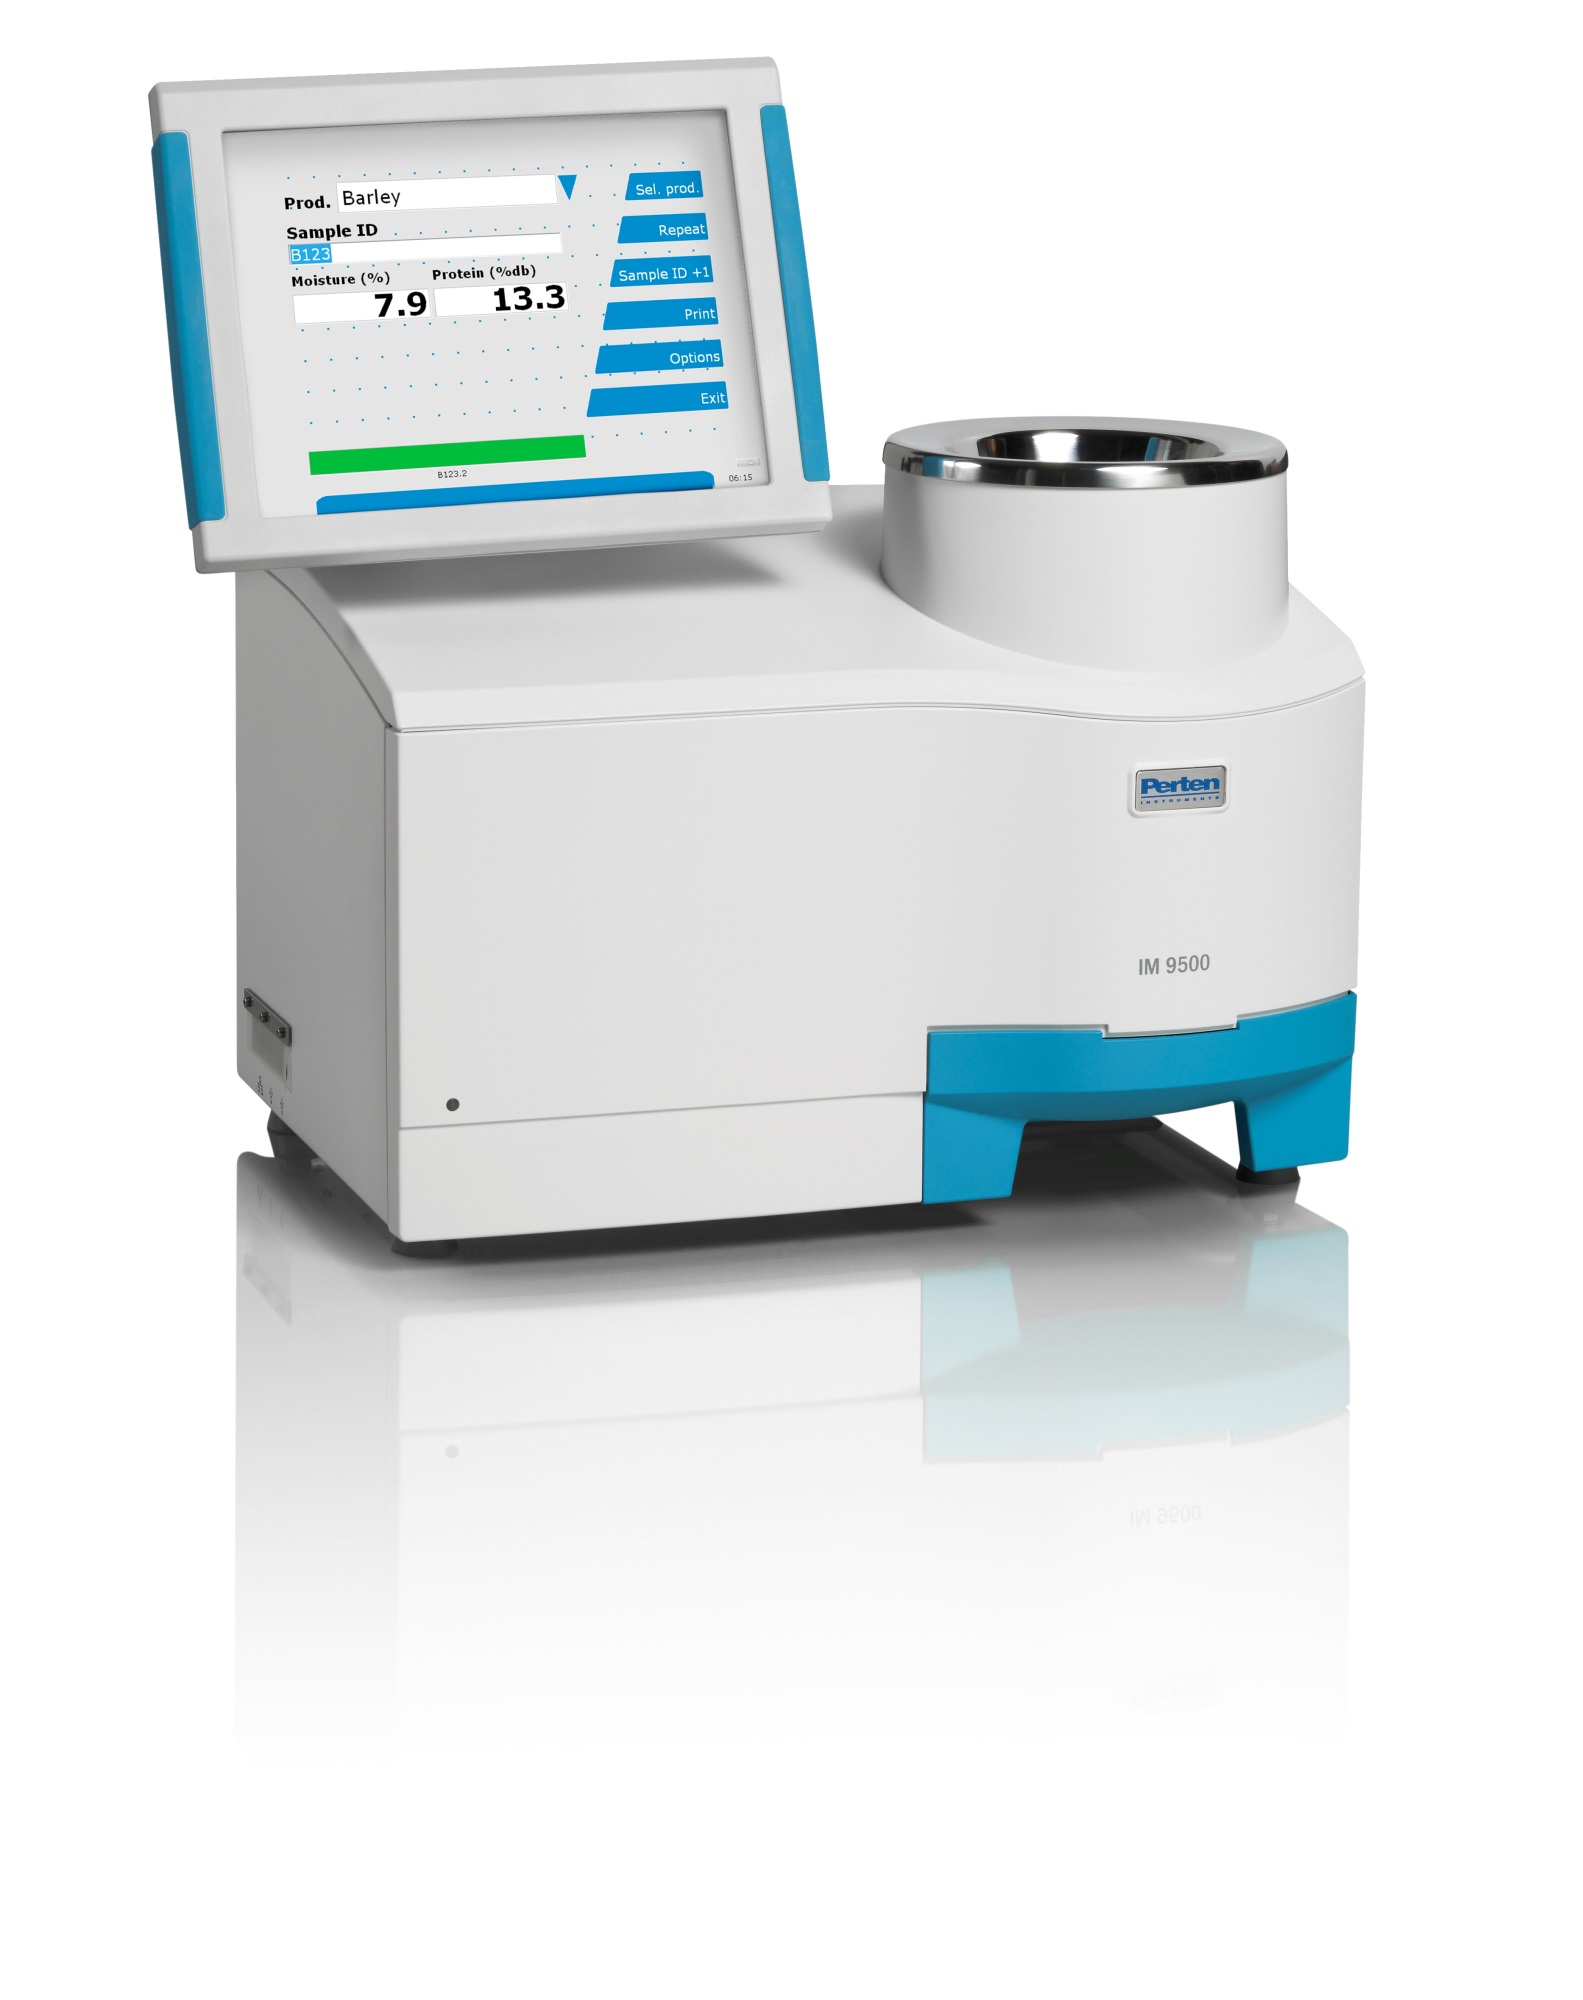 Prod. Barley
Sel. prod.
Sample ID
Repeat
B123
Sample ID +1
Moisture (%) Protein (%db)
7.9 13.3
Print
Options
Exit
B123.2
06:15
Perten
INSTRUMENTS
IM 9500